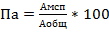 Па = Амсп / Аобщ * 100